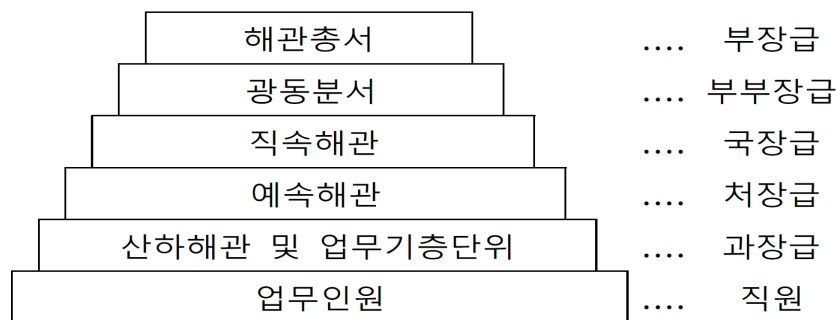 해관총서 .... 부장급
광동분서 .... 부부장급
직속해관 .... 국장급
예속해관 .... 처장급
산하해관 및 업무기층단위 .... 과장급
업무인원 .... 직원